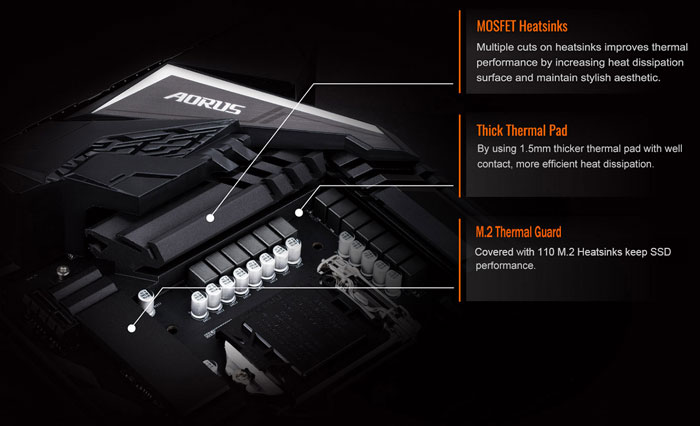 AORUS
MOSFET Heatsinks
Multiple cuts on heatsinks improves thermal
performance by increasing heat dissipation
surface and maintain stylish aesthetic.
Thick Thermal Pad
By using 1.5mm thicker thermal pad with well
contact, more efficient heat dissipation.
M.2 Thermal Guard
Covered with 110 M.2 Heatsinks keep SSD
performance.